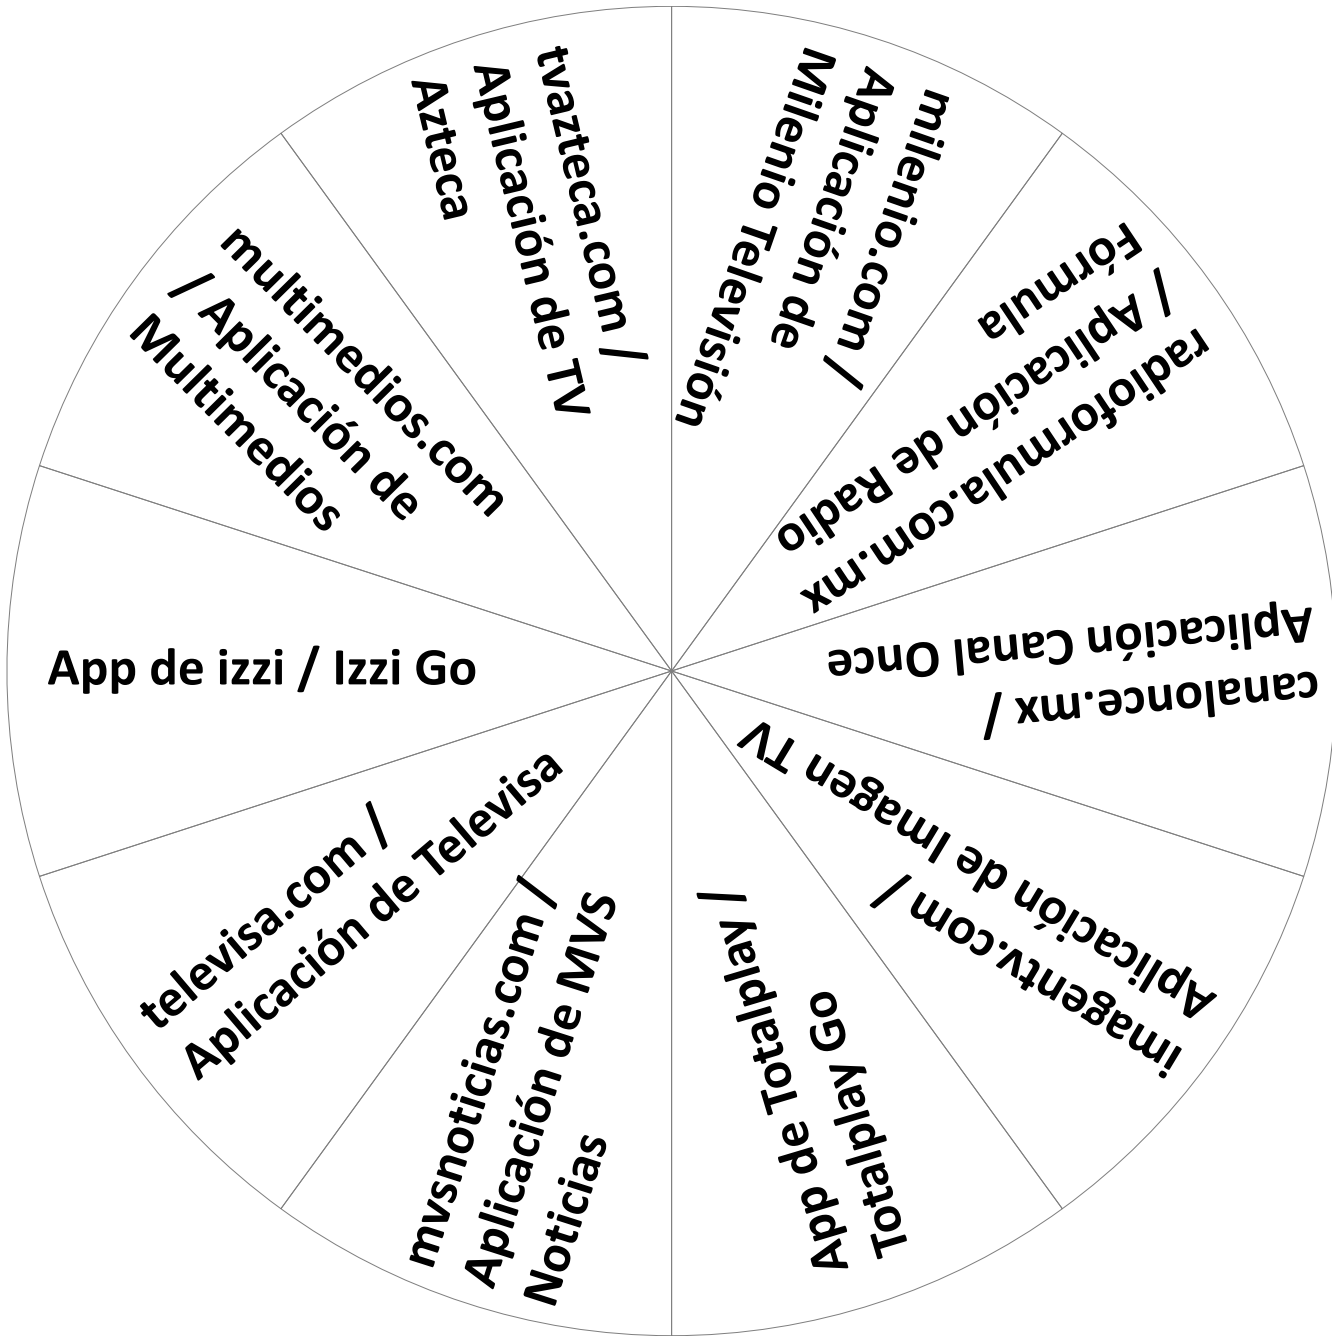 milenio.com /
Aplicación de
Milenio Televisión
radioformula.com.mx
/ Aplicación de Radio
Fórmula
canalonce.mx /
Aplicación Canal Once
imagentv.com /
Aplicación de Imagen TV
App de Totalplay /
Totalplay Go
mvsnoticias.com /
Aplicación de MVS
Noticias
televisa.com /
Aplicación de Televisa
App de izzi / Izzi Go
multimedios.com
/ Aplicación de
Multimedios
tvazteca.com /
Aplicación de TV
Azteca